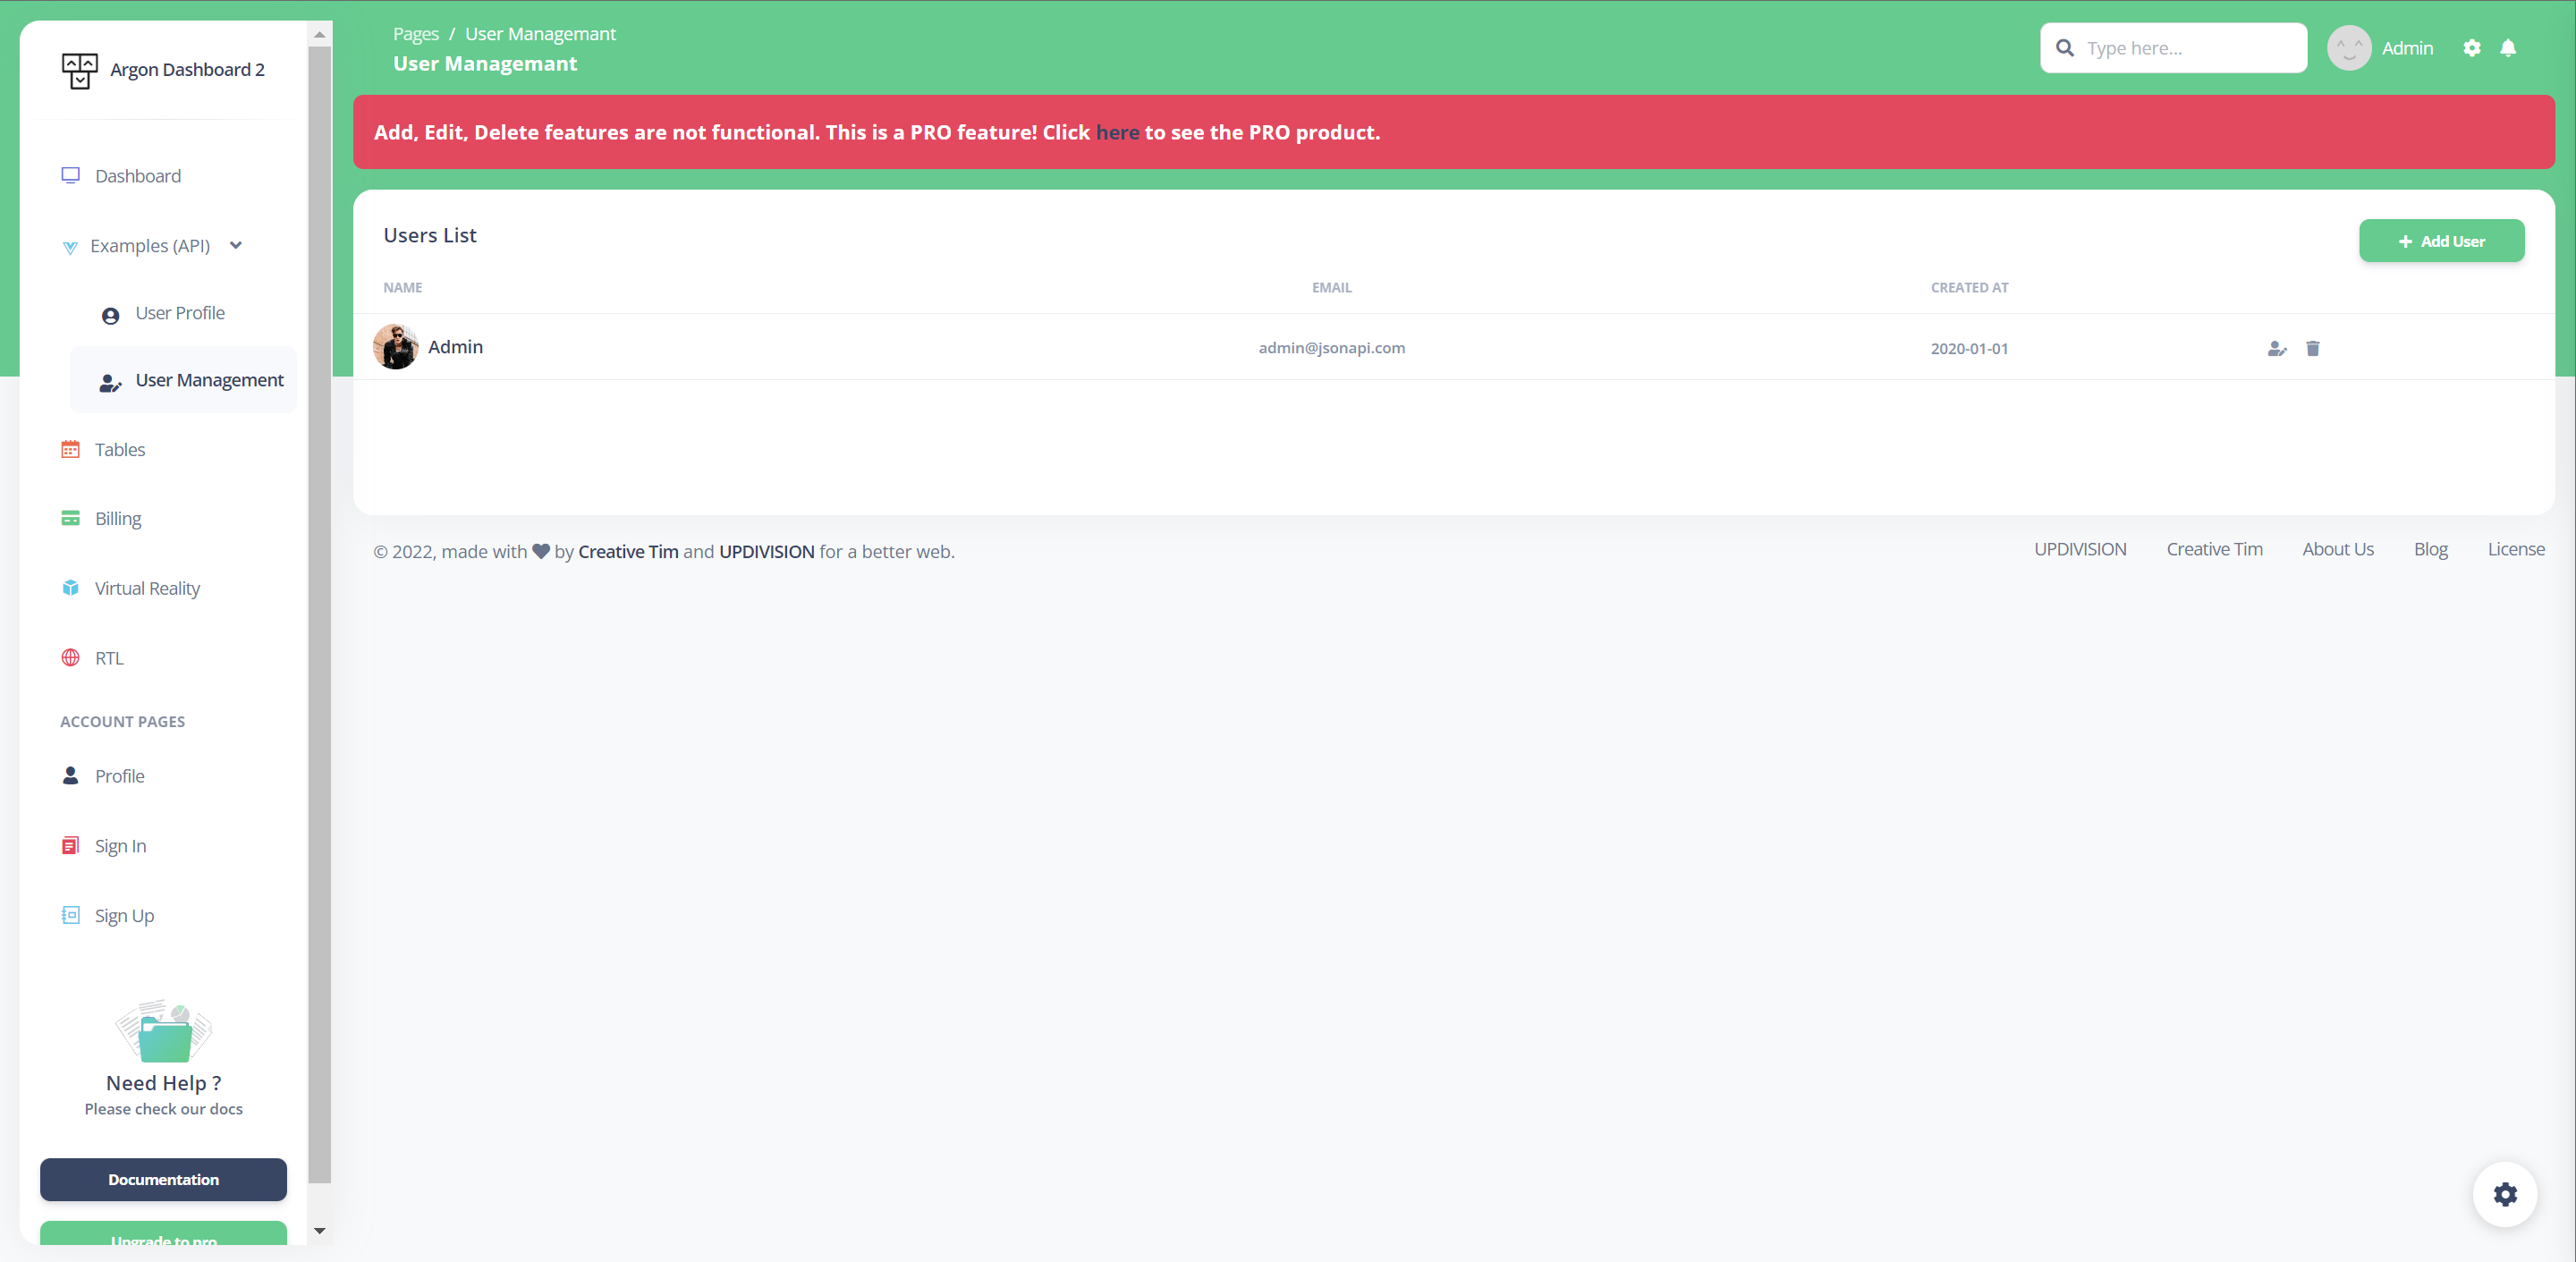 Argon Dashboard 2
Dashboard
Examples (API)
User Profile
User Management
Tables
Billing
Virtual Reality
RTL
ACCOUNT PAGES
Profile
Sign In
Sign Up
Need Help ?
Please check our docs
Documentation
Upgrade to pro
Pages / User Managemant
User Managemant
Type here...
Admin
Add, Edit, Delete features are not functional. This is a PRO feature! Click here to see the PRO product.
Users List
Add User
NAME EMAIL CREATED AT
Admin admin@jsonapi.com 2020-01-01
© 2022, made with by Creative Tim and UPDIVISION for a better web.
UPDIVISION Creative Tim About Us Blog License